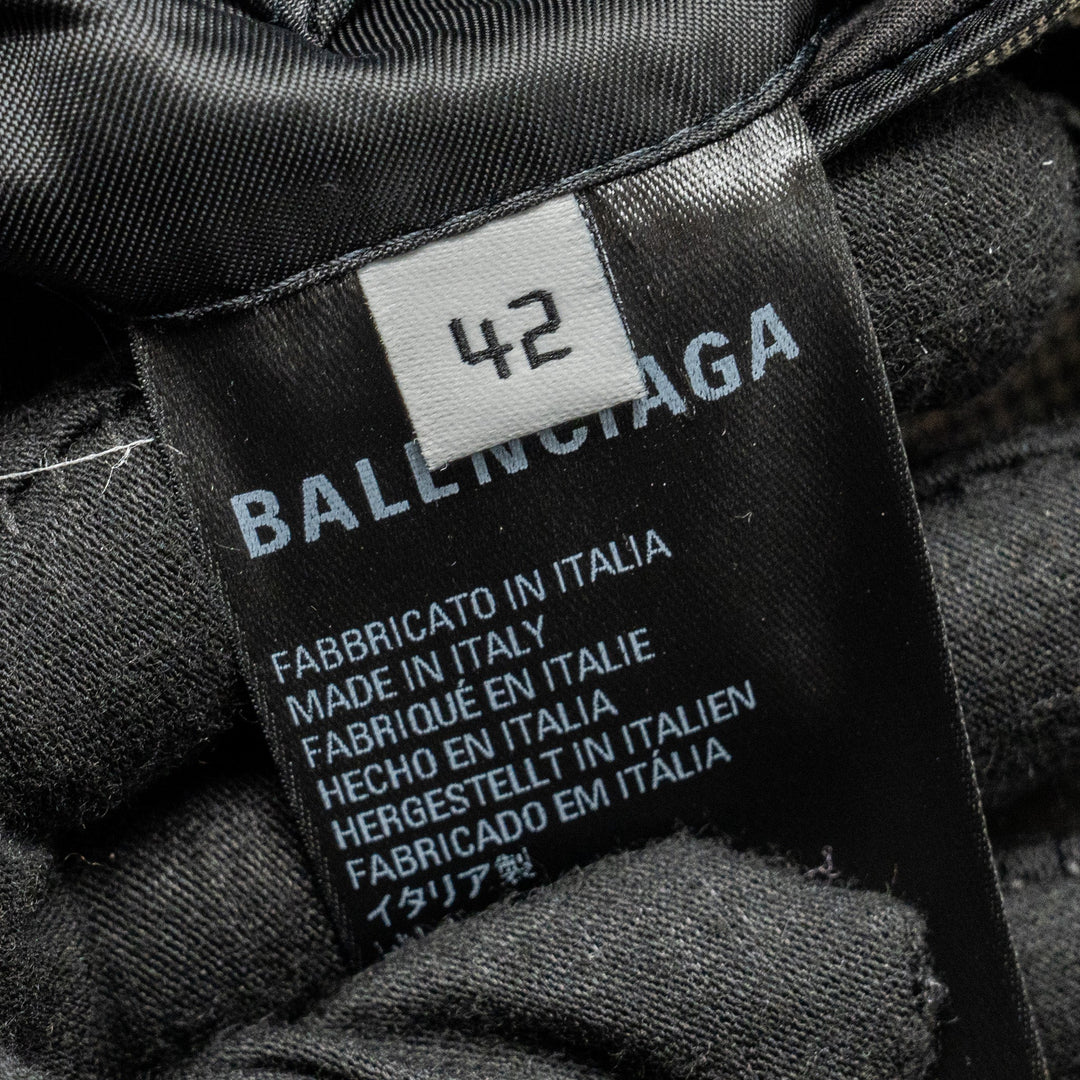 42
BALENCIAGA
FABBRICATO IN ITALIA
MADE IN ITALY
FABRIQUÉ EN ITALIE
HECHO EN ITALIA
HERGESTELLT IN ITALIEN
FABRICADO EM ITÁLIA
イタリア製